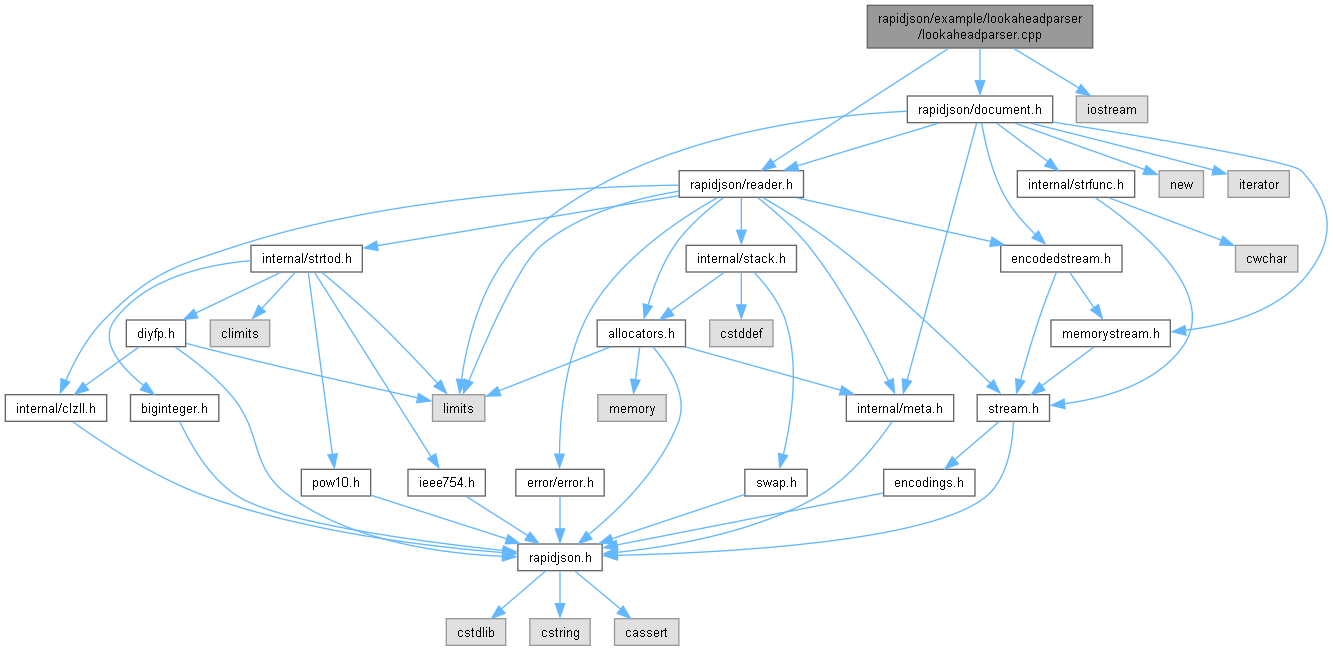 rapidjson/example/lookaheadparser
/lookaheadparser.cpp
rapidjson/document.h
iostream
rapidjson/reader.h
internal/strfunc.h
new
iterator
internal/strtod.h
internal/stack.h
encodedstream.h
cwchar
diyfp.h
climits
allocators.h
cstddef
memorystream.h
internal/clzll.h
biginteger.h
limits
memory
internal/meta.h
stream.h
pow10.h
ieee754.h
error/error.h
swap.h
encodings.h
rapidjson.h
cstdlib
cstring
cassert